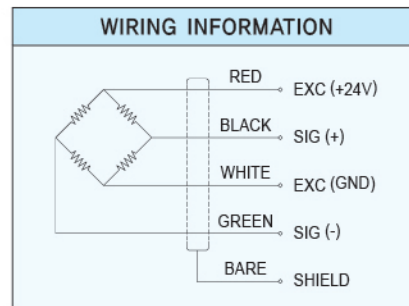 WIRING INFORMATION
RED EXC (+24V)
BLACK SIG (+)
WHITE EXC (GND)
GREEN SIG (-)
BARE SHIELD